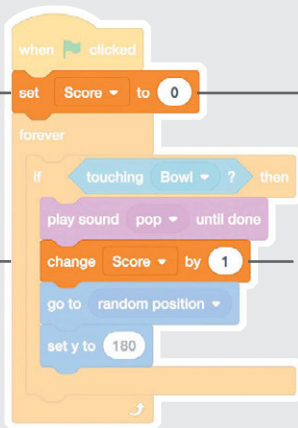 when clicked
set Score to 0
forever
if touching Bowl ? then
play sound pop until done
change Score by 1
go to random position
set y to 180